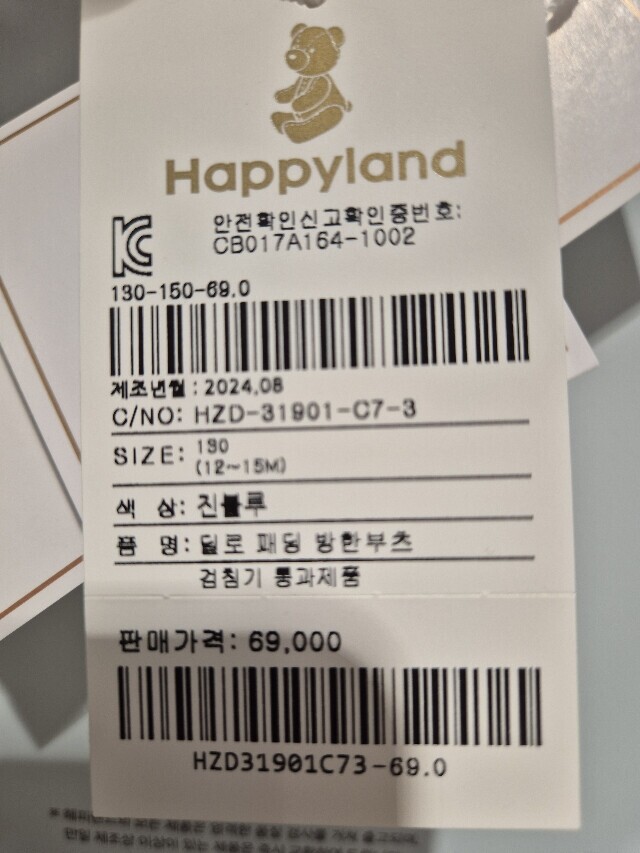 Happyland
안전확인신고확인증번호:
CB017A164-1002
130-150-69.0
제조년월 : 2024.08
C/NO: HZD-31901-C7-3
SIZE: 130
(12~15M)
색 상: 진블루
품 명: 딜로 패딩 방한부츠
검침기 통과제품
판매가격: 69,000
HZD31901C73-69.0